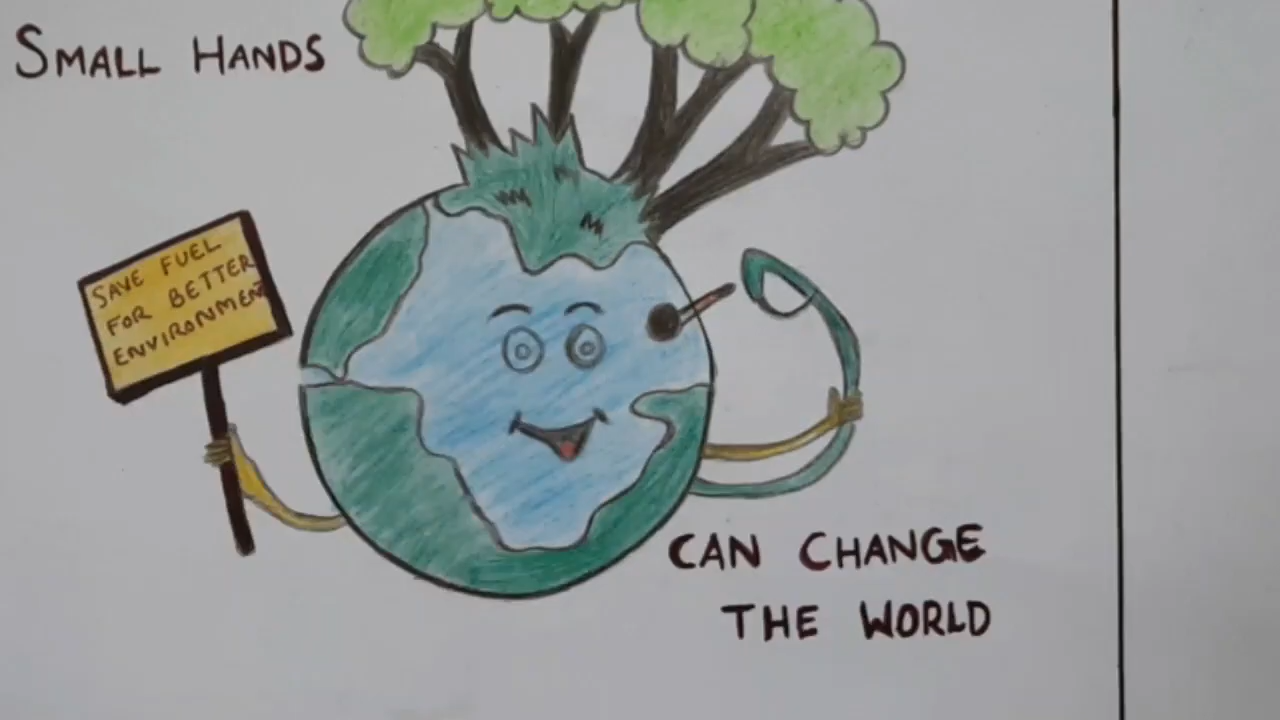 SMALL HANDS
SAVE FUEL
FOR BETTER
ENVIRONMENT
CAN CHANGE
THE WORLD